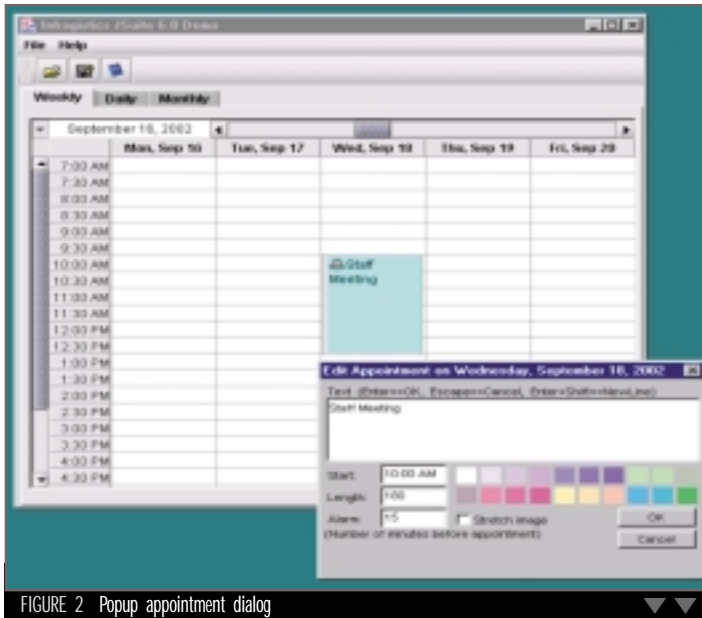 Infragistics JSuite 6.0 Demo
File Help
Weekly Daily Monthly
September 18, 2002
Mon, Sep 16 Tue, Sep 17 Wed, Sep 18 Thu, Sep 19 Fri, Sep 20
7:00 AM
7:30 AM
8:00 AM
8:30 AM
9:00 AM
9:30 AM
10:00 AM
10:30 AM
11:00 AM
11:30 AM
12:00 PM
12:30 PM
1:00 PM
1:30 PM
2:00 PM
2:30 PM
3:00 PM
3:30 PM
4:00 PM
4:30 PM
Staff
Meeting
Edit Appointment on Wednesday, September 18, 2002
Text (Enter==OK, Escape==Cancel, Enter+Shift==NewLine)
Staff Meeting
Start: 10:00 AM
Length: 180
Alarm: 15 Stretch image
(Number of minutes before appointment)
OK
Cancel
FIGURE 2 Popup appointment dialog